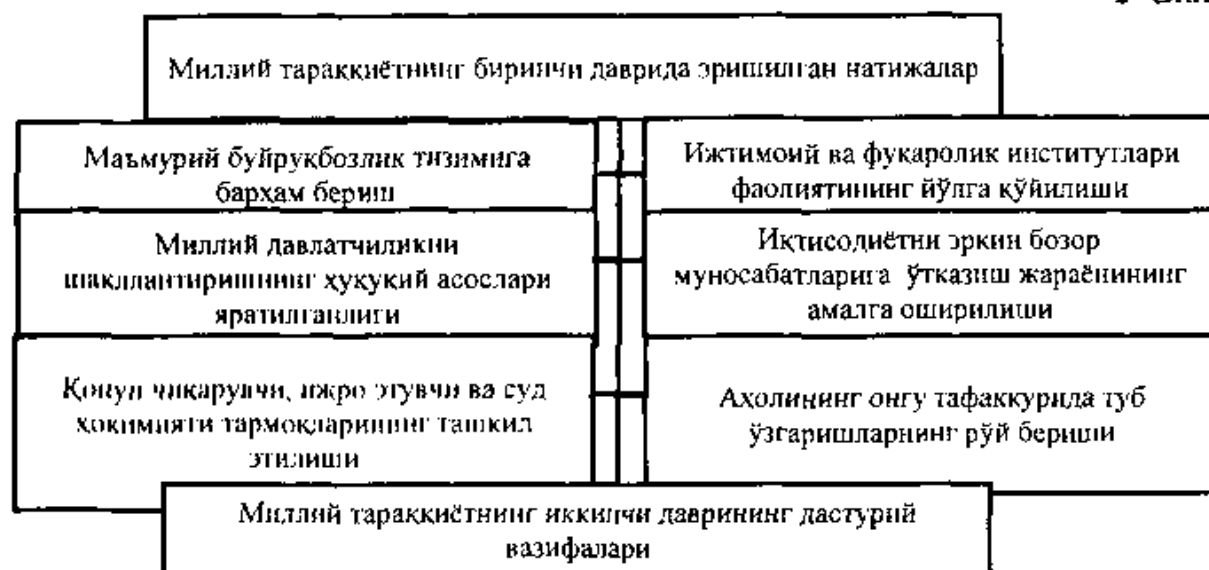 Миллий тараққиётнинг биринчи даврида эришилган натижалар
Маъмурий буйруқбозлик тизимига
барҳам бериш
Миллий давлатчиликни
шакллантиришнинг ҳуқуқий асослари
яратилганлиги
Қонун чиқарувчи, ижро этувчи ва суд
ҳокимияти тармоқларининг ташкил
этилиши
Ижтимоий ва фуқаролик институтлари
фаолиятининг йўлга қўйилиши
Иқтисодиётни эркин бозор
муносабатларига ўтказиш жараёнининг
амалга оширилиши
Аҳолининг онгу тафаккурида туб
ўзгаришларнинг рўй бериши
Миллий тараққиётнинг иккинчи даврининг дастурий
вазифалари